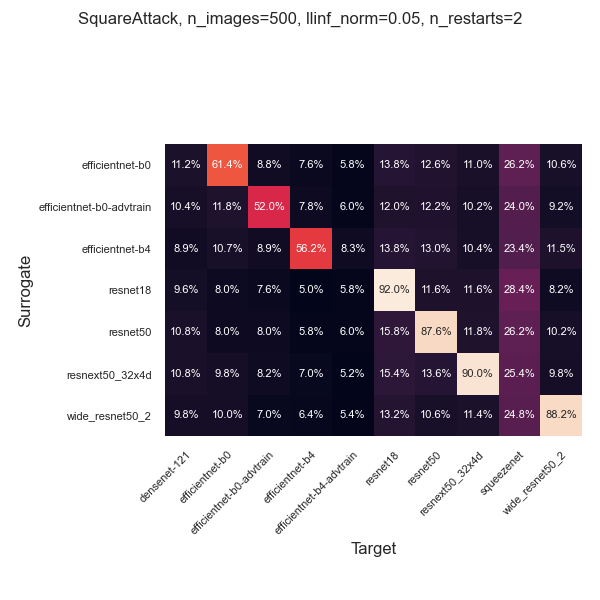 SquareAttack, n_images=500, llinf_norm=0.05, n_restarts=2
Surrogate
efficientnet-b0 11.2% 61.4% 8.8% 7.6% 5.8% 13.8% 12.6% 11.0% 26.2% 10.6%
efficientnet-b0-advtrain 10.4% 11.8% 52.0% 7.8% 6.0% 12.0% 12.2% 10.2% 24.0% 9.2%
efficientnet-b4 8.9% 10.7% 8.9% 56.2% 8.3% 13.8% 13.0% 10.4% 23.4% 11.5%
resnet18 9.6% 8.0% 7.6% 5.0% 5.8% 92.0% 11.6% 11.6% 28.4% 8.2%
resnet50 10.8% 8.0% 8.0% 5.8% 6.0% 15.8% 87.6% 11.8% 26.2% 10.2%
resnext50_32x4d 10.8% 9.8% 8.2% 7.0% 5.2% 15.4% 13.6% 90.0% 25.4% 9.8%
wide_resnet50_2 9.8% 10.0% 7.0% 6.4% 5.4% 13.2% 10.6% 11.4% 24.8% 88.2%
densenet-121
efficientnet-b0
efficientnet-b0-advtrain
efficientnet-b4
efficientnet-b4-advtrain
resnet18
resnet50
resnext50_32x4d
squeezenet
wide_resnet50_2
Target